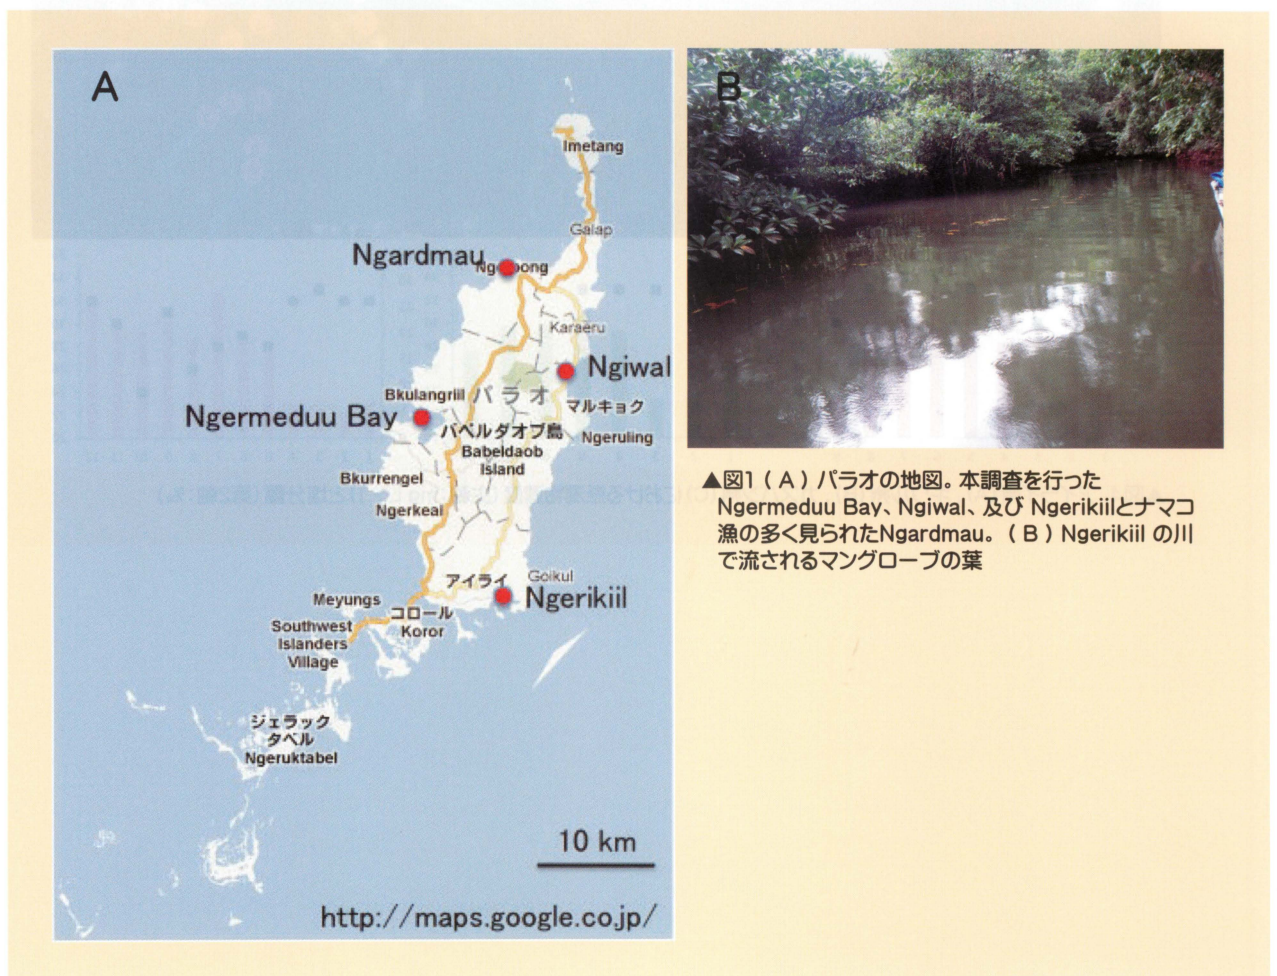 A
Imetang
Galap
Ngardmau
Karaeru
Ngiwal
Bkulangriil
パラオ
マルキョク
Ngermeduu Bay
バベルダオブ島
Ngeruling
Babeldaob
Island
Bkurrengel
Ngerkeai
アイライ
Goikul
Ngerikiil
Meyungs
コロール
Koror
Southwest
Islanders
Village
ジェラック
タベル
Ngeruktabel
10 km
http://maps.google.co.jp/
B
▲図1（A）パラオの地図。本調査を行った
Ngermeduu Bay、Ngiwal、及び Ngerikiilとナマコ
漁の多く見られたNgardmau。（B）Ngerikiil の川
で流されるマングローブの葉